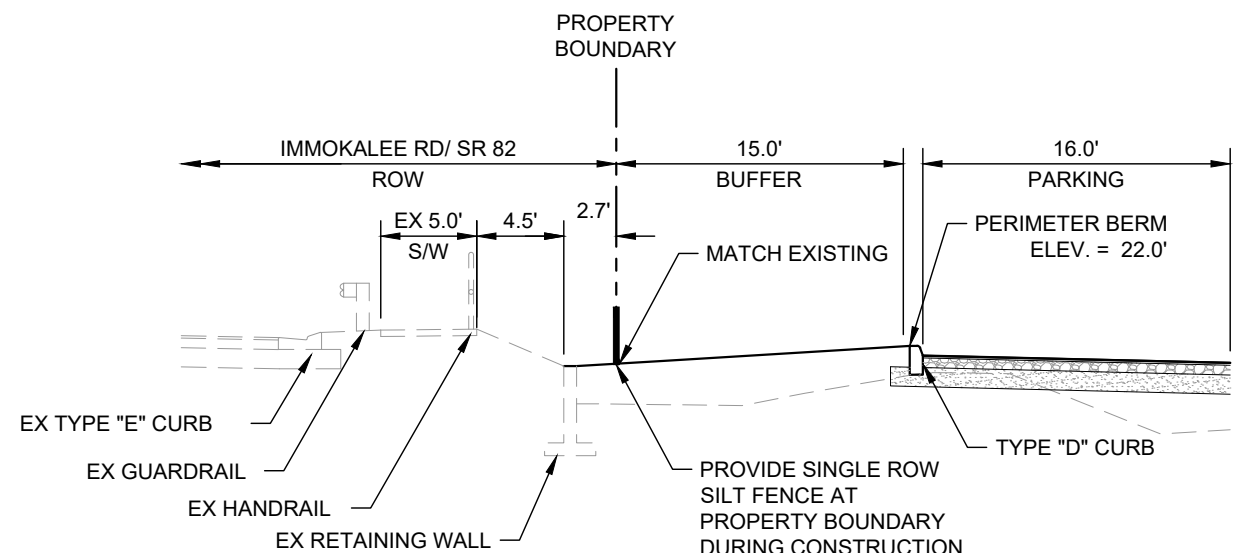 PROPERTY
BOUNDARY
IMMOKALEE RD/ SR 82
ROW
15.0'
BUFFER
16.0'
PARKING
EX 5.0'
S/W
4.5'
2.7'
MATCH EXISTING
PERIMETER BERM
ELEV. = 22.0'
EX TYPE "E" CURB
EX GUARDRAIL
EX HANDRAIL
EX RETAINING WALL
TYPE "D" CURB
PROVIDE SINGLE ROW
SILT FENCE AT
PROPERTY BOUNDARY
DURING CONSTRUCTION